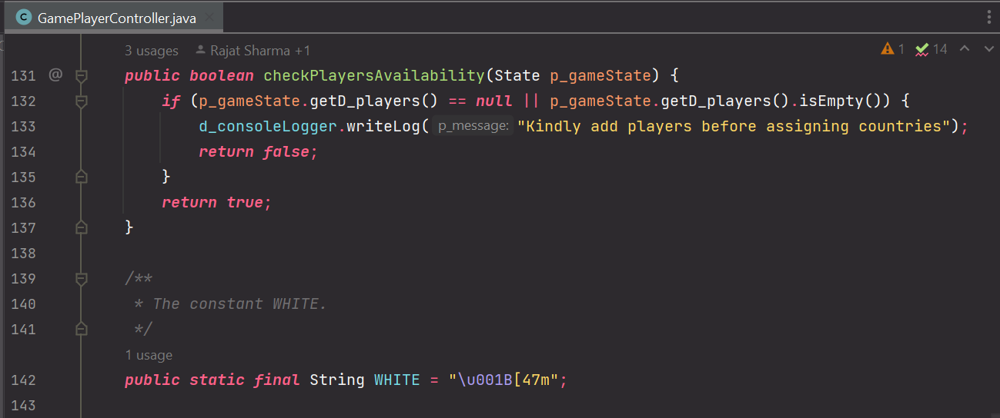 GamePlayerController.java
3 usages Rajat Sharma +1
1 14
131 @ public boolean checkPlayersAvailability(State p_gameState) {
132 if (p_gameState.getD_players() == null || p_gameState.getD_players().isEmpty()) {
133 d_consoleLogger.writeLog( p_message: "Kindly add players before assigning countries");
134 return false;
135 }
136 return true;
137 }
138
139 /**
140 * The constant WHITE.
141 */
1 usage
142 public static final String WHITE = "\u001B[47m";
143